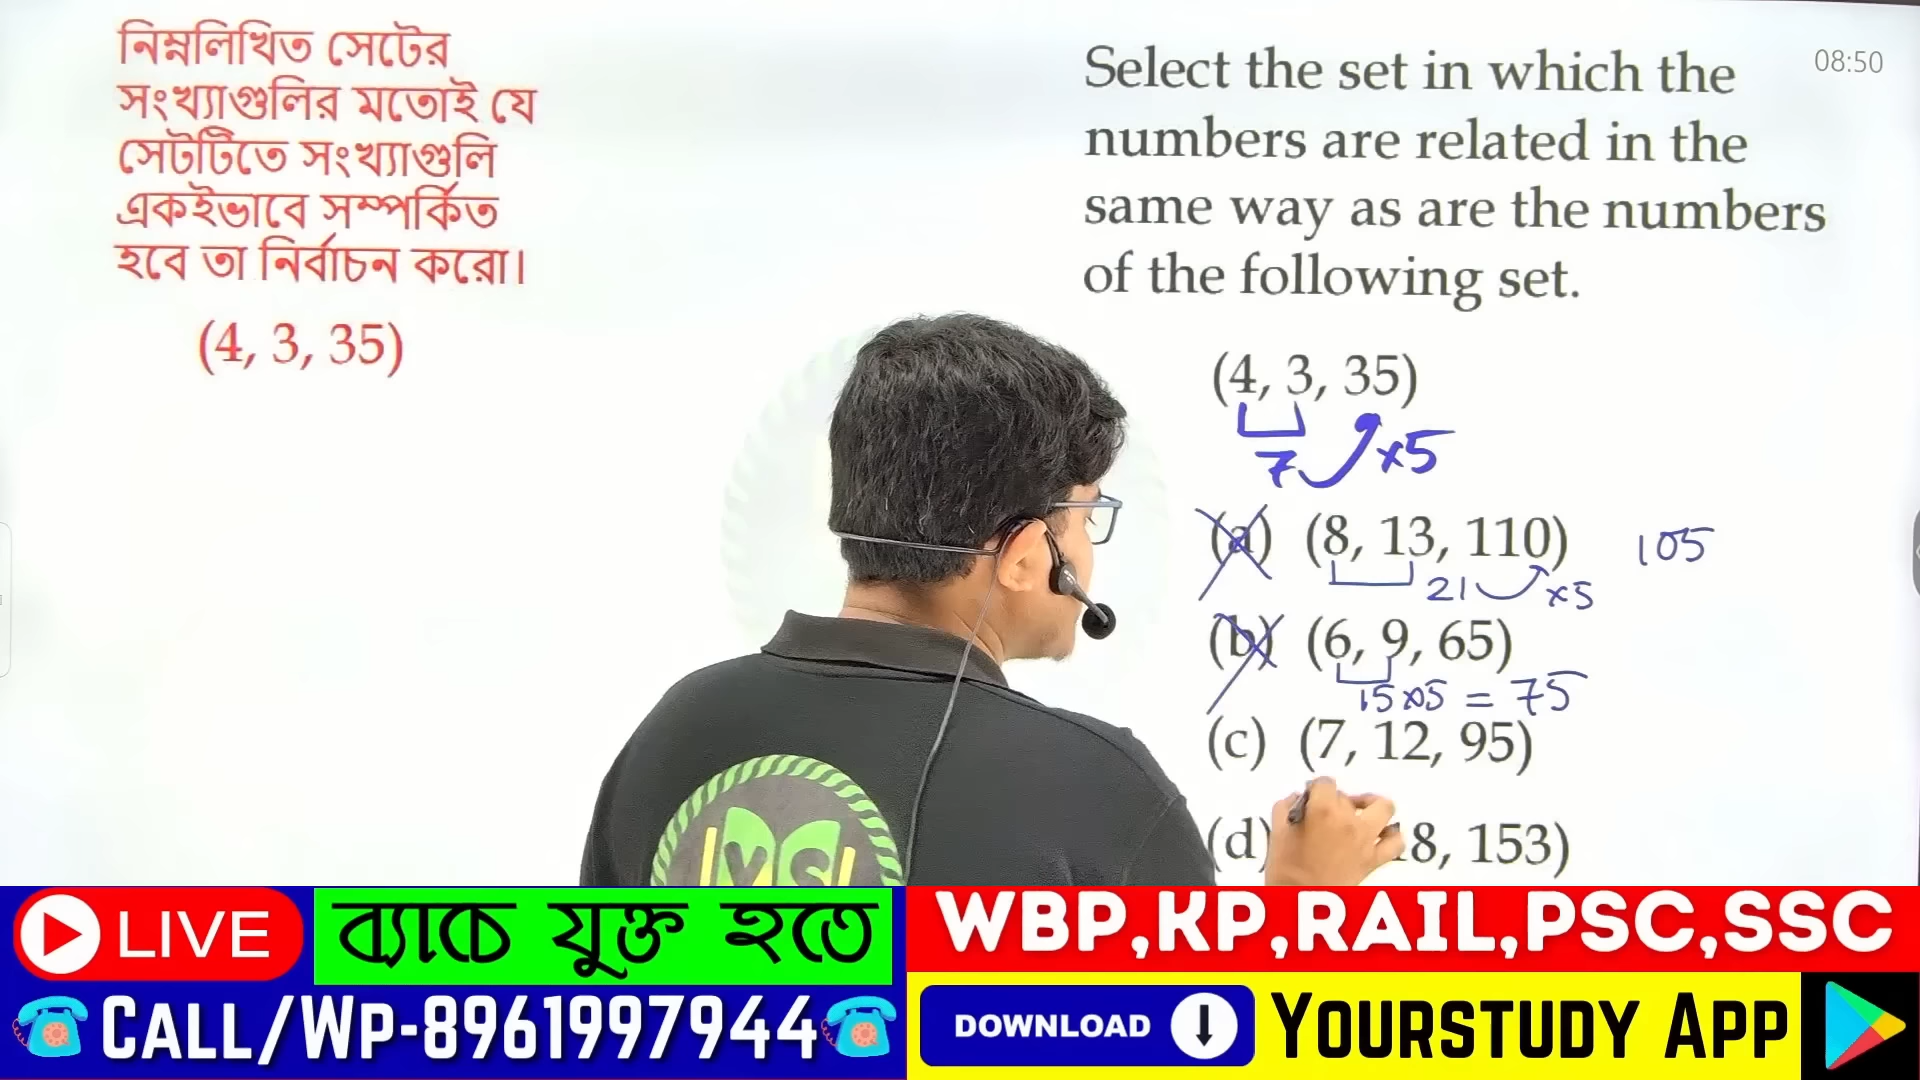 নিম্নলিখিত সেটের
সংখ্যাগুলির মতোই যে
সেটটিতে সংখ্যাগুলি
একইভাবে সম্পর্কিত
হবে তা নির্বাচন করো।
(4, 3, 35)
08:50
Select the set in which the
numbers are related in the
same way as are the numbers
of the following set.
(4, 3, 35)
7 ×5
(a) (8, 13, 110) 105
21 ×5
(b) (6, 9, 65)
15×5 = 75
(c) (7, 12, 95)
(d) 18, 153)
LIVE
ব্যাচে যুক্ত হতে
CALL/WP-8961997944
WBP,KP,RAIL,PSC,SSC
DOWNLOAD
YOURSTUDY APP